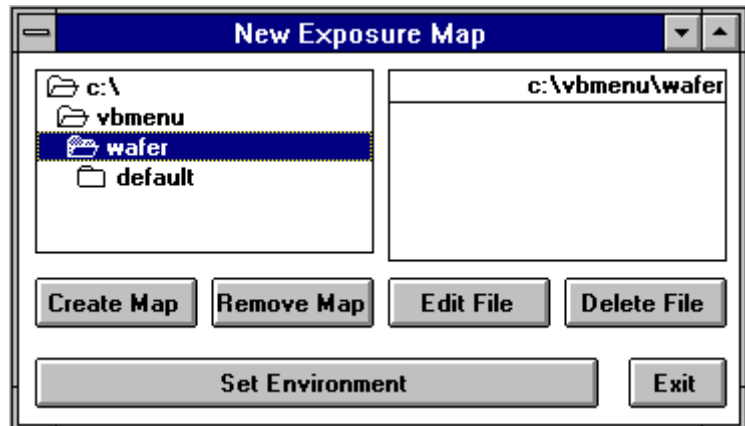 New Exposure Map
c:\
vbmenu
wafer
default
c:\vbmenu\wafer
Create Map
Remove Map
Edit File
Delete File
Set Environment
Exit